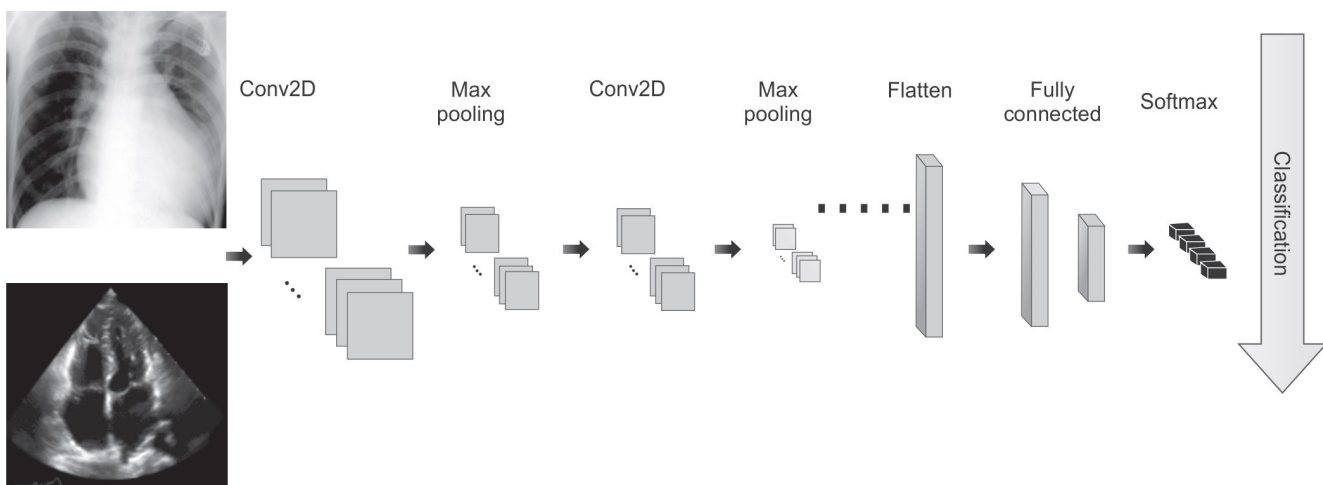 Conv2D
Max
pooling
Conv2D
Max
pooling
Flatten
Fully
connected
Softmax
Classification